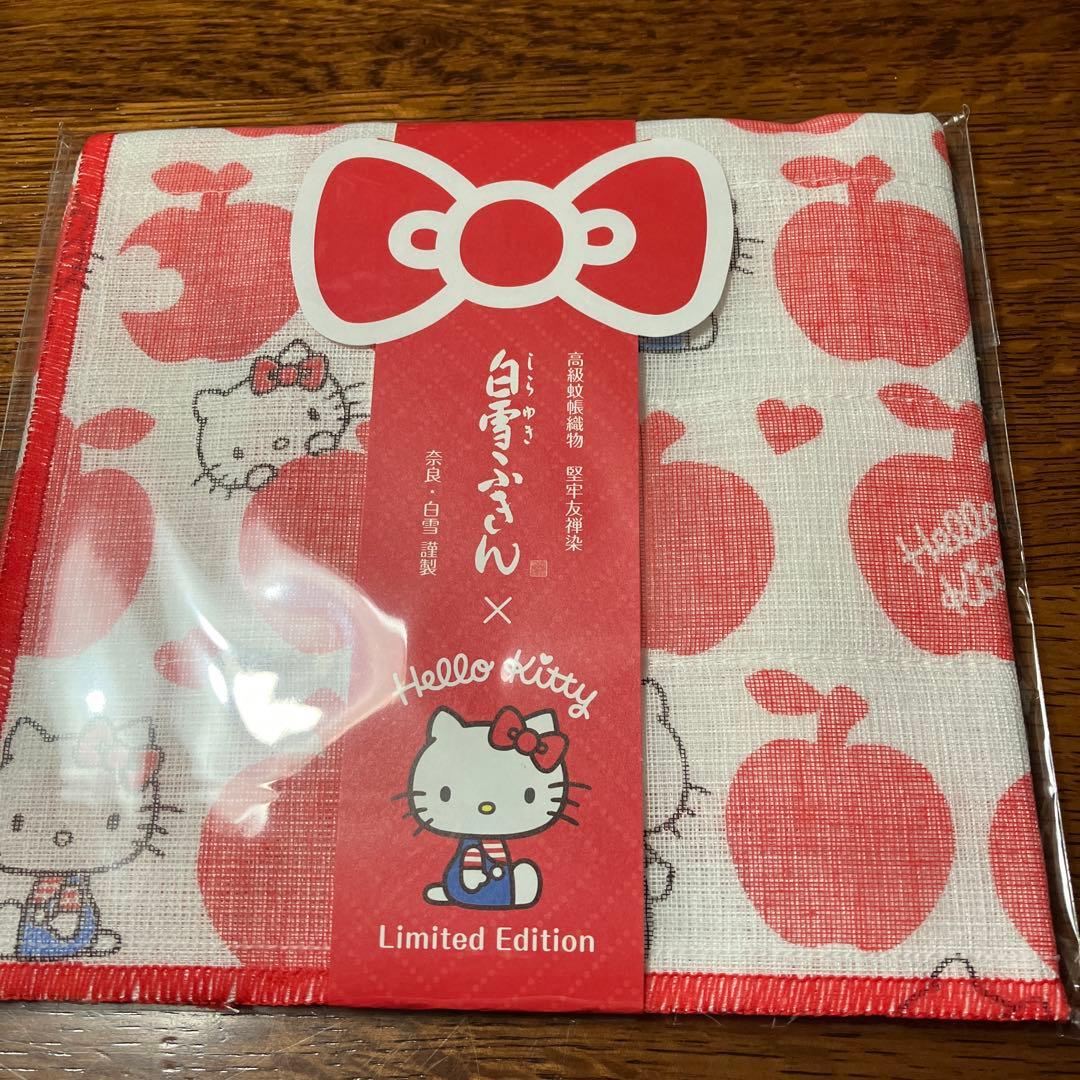 高級蚊帳織物 堅牢友禅染
しらゆき
白雪ふきん
奈良・白雪 謹製
×
Hello Kitty
Limited Edition
Hello
Kitty